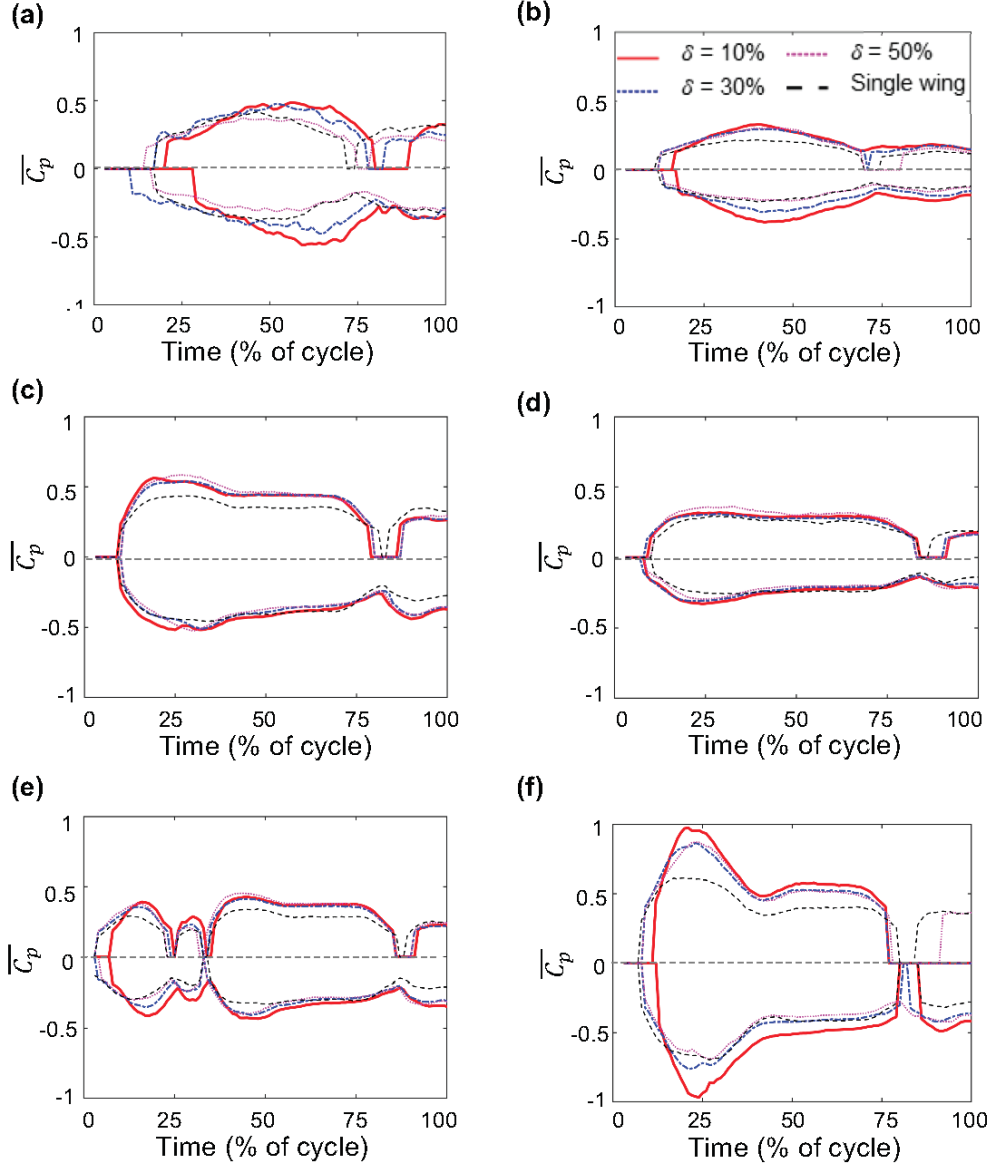 (a)
1
0.5
0
-0.5
-1
C̅p
0 25 50 75 100
Time (% of cycle)
(b)
δ = 10%
δ = 50%
δ = 30%
Single wing
1
0.5
0
-0.5
-1
C̅p
0 25 50 75 100
Time (% of cycle)
(c)
1
0.5
0
-0.5
-1
C̅p
0 25 50 75 100
Time (% of cycle)
(d)
1
0.5
0
-0.5
-1
C̅p
0 25 50 75 100
Time (% of cycle)
(e)
1
0.5
0
-0.5
-1
C̅p
0 25 50 75 100
Time (% of cycle)
(f)
1
0.5
0
-0.5
-1
C̅p
0 25 50 75 100
Time (% of cycle)